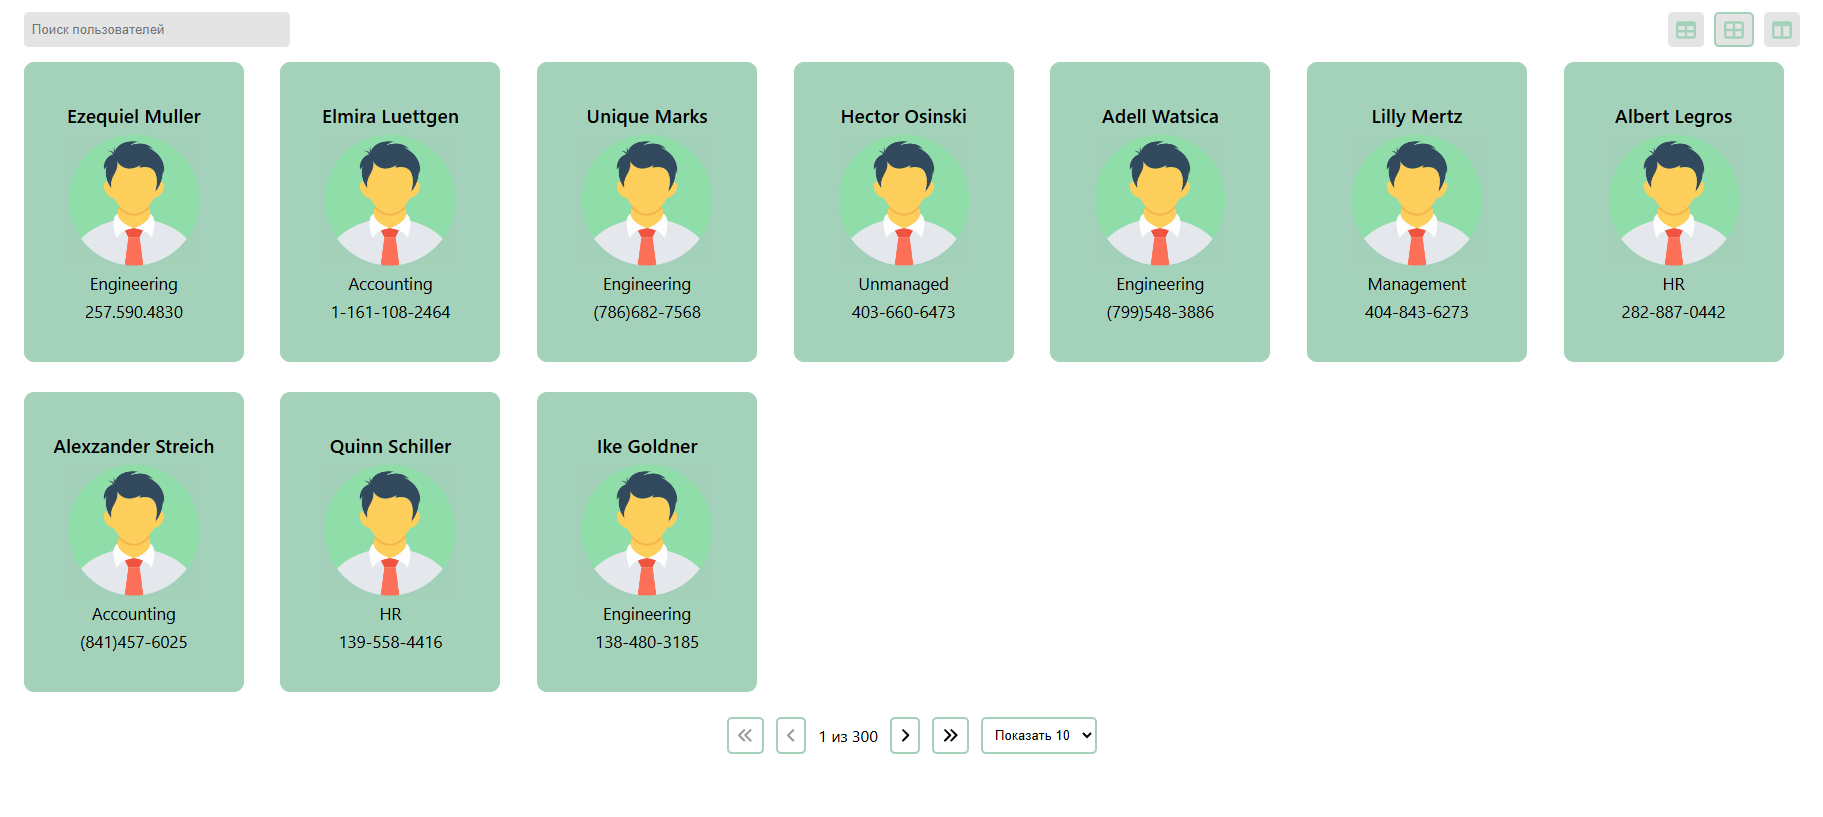 Поиск пользователей
Ezequiel Muller
Engineering
257.590.4830
Elmira Luettgen
Accounting
1-161-108-2464
Unique Marks
Engineering
(786)682-7568
Hector Osinski
Unmanaged
403-660-6473
Adell Watsica
Engineering
(799)548-3886
Lilly Mertz
Management
404-843-6273
Albert Legros
HR
282-887-0442
Alexzander Streich
Accounting
(841)457-6025
Quinn Schiller
HR
139-558-4416
Ike Goldner
Engineering
138-480-3185
1 из 300
Показать 10